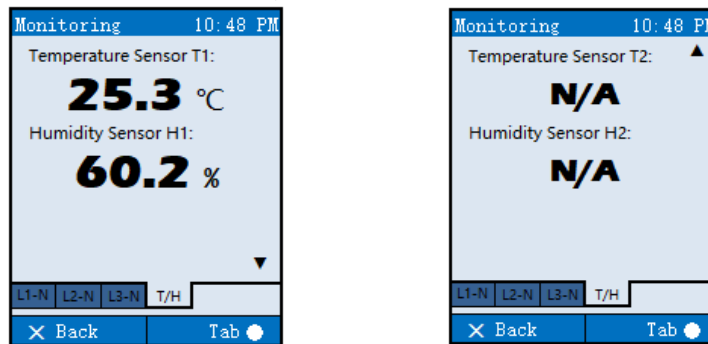 Monitoring 10:48 PM
Temperature Sensor T1:
25.3 ℃
Humidity Sensor H1:
60.2 %
L1-N L2-N L3-N T/H
Back Tab
Monitoring 10:48 P
Temperature Sensor T2:
N/A
Humidity Sensor H2:
N/A
L1-N L2-N L3-N T/H
Back Tab